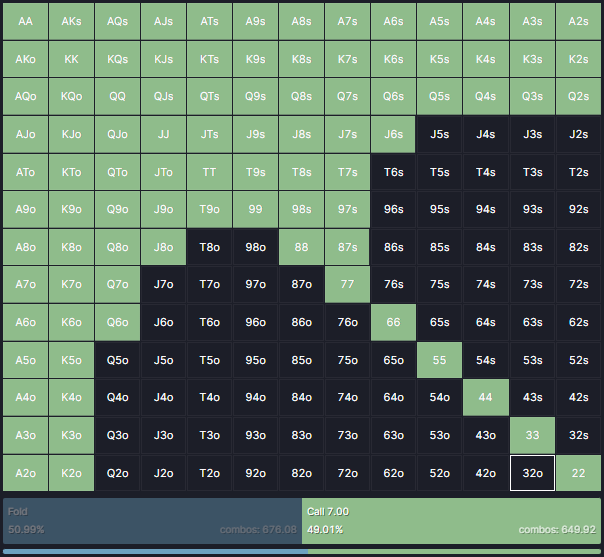 AA AKs AQs AJs ATs A9s A8s A7s A6s A5s A4s A3s A2s
AKo KK KQs KJs KTs K9s K8s K7s K6s K5s K4s K3s K2s
AQo KQo QQ QJs QTs Q9s Q8s Q7s Q6s Q5s Q4s Q3s Q2s
AJo KJo QJo JJ JTs J9s J8s J7s J6s J5s J4s J3s J2s
ATo KTo QTo JTo TT T9s T8s T7s T6s T5s T4s T3s T2s
A9o K9o Q9o J9o T9o 99 98s 97s 96s 95s 94s 93s 92s
A8o K8o Q8o J8o T8o 98o 88 87s 86s 85s 84s 83s 82s
A7o K7o Q7o J7o T7o 97o 87o 77 76s 75s 74s 73s 72s
A6o K6o Q6o J6o T6o 96o 86o 76o 66 65s 64s 63s 62s
A5o K5o Q5o J5o T5o 95o 85o 75o 65o 55 54s 53s 52s
A4o K4o Q4o J4o T4o 94o 84o 74o 64o 54o 44 43s 42s
A3o K3o Q3o J3o T3o 93o 83o 73o 63o 53o 43o 33 32s
A2o K2o Q2o J2o T2o 92o 82o 72o 62o 52o 42o 32o 22
Fold Call 7.00
50.99% combos: 676.08 49.01% combos: 649.92